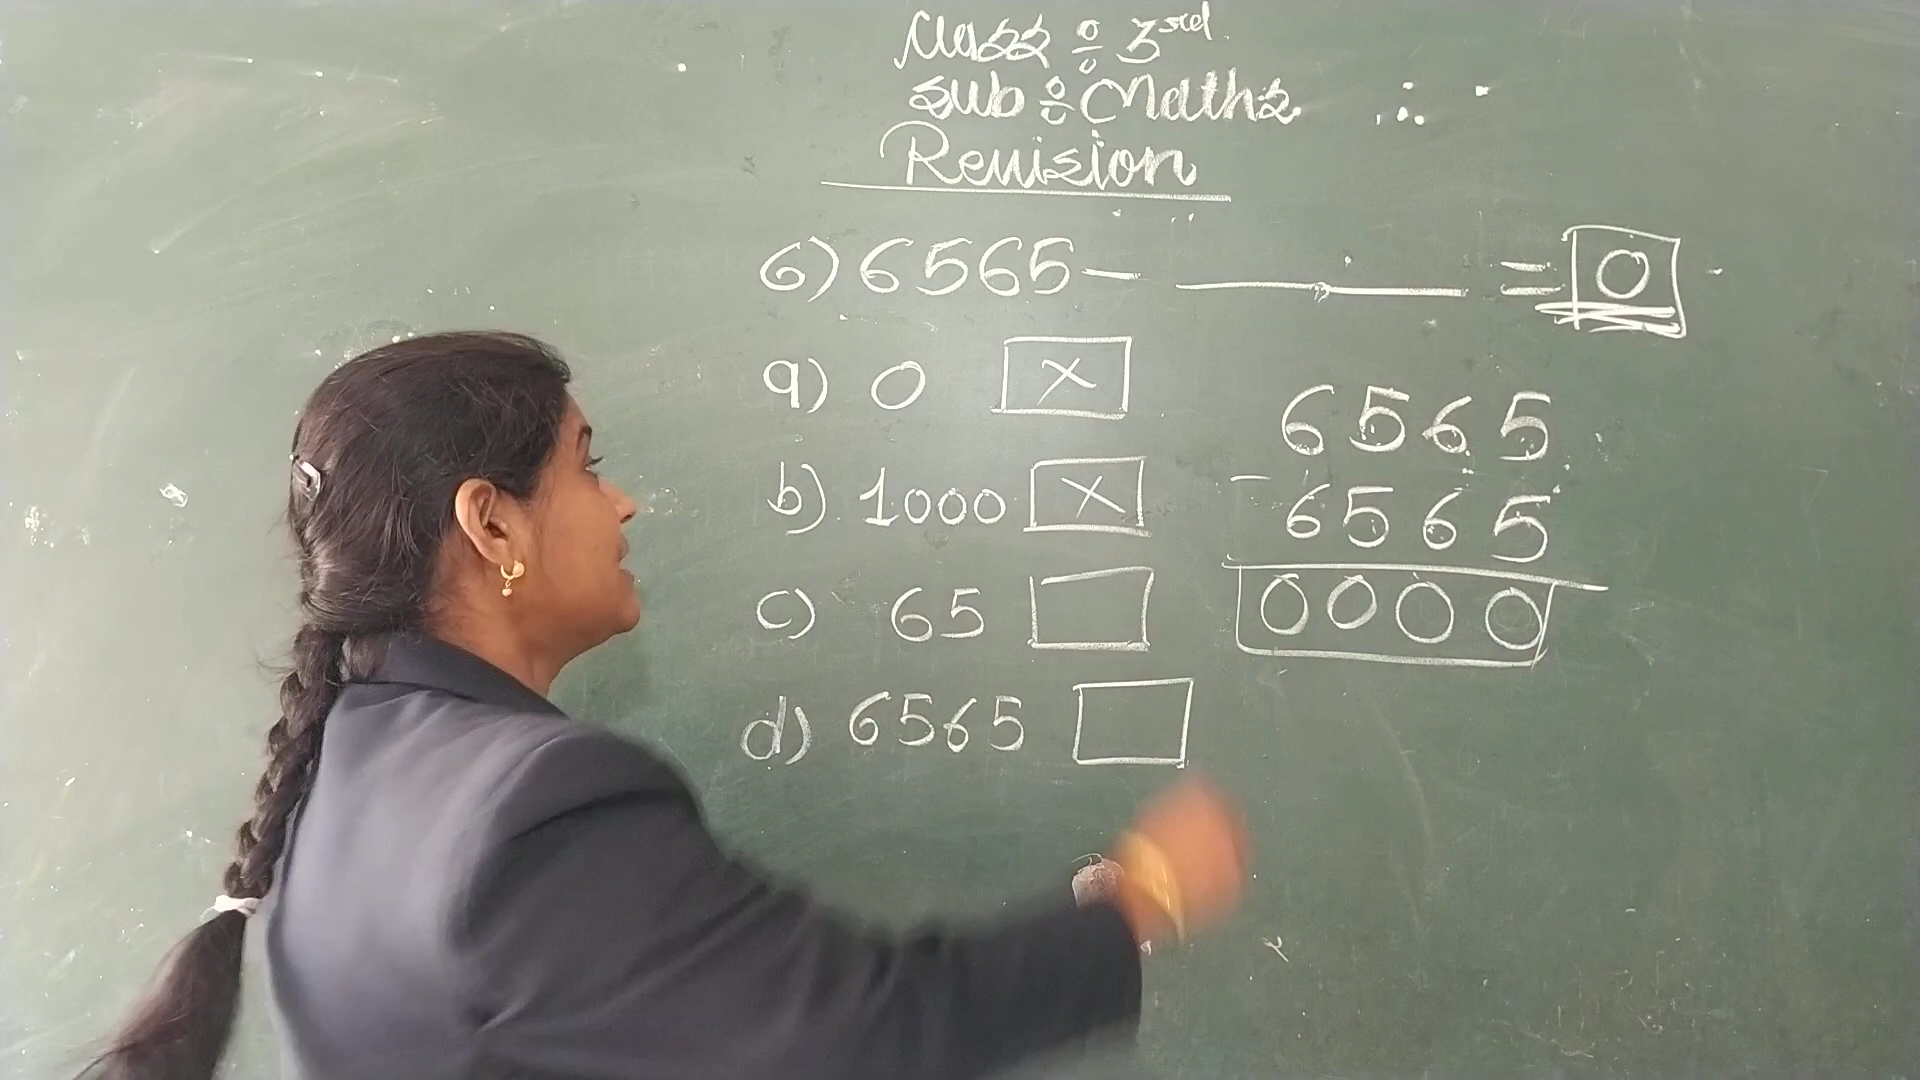 Class : 3rd
Sub : Maths
Revision
6) 6565 - ______ = 0
a) 0 ×
b) 1000 ×
c) 65
d) 6565
6565
- 6565
0000